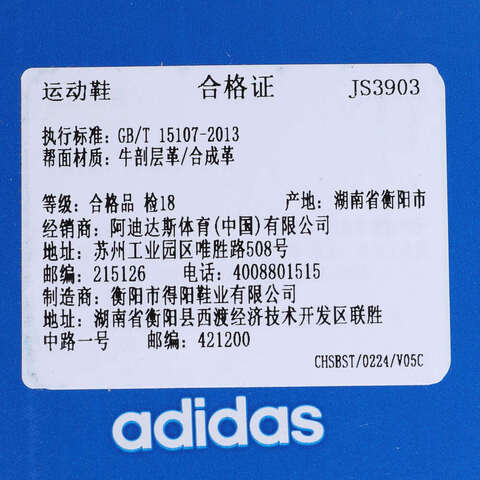 运动鞋 合格证 JS3903
执行标准: GB/T 15107-2013
帮面材质: 牛剖层革/合成革
等级: 合格品 检18 产地: 湖南省衡阳市
经销商: 阿迪达斯体育(中国)有限公司
地址: 苏州工业园区唯胜路508号
邮编: 215126 电话: 4008801515
制造商: 衡阳市得阳鞋业有限公司
地址: 湖南省衡阳县西渡经济技术开发区联胜
中路一号 邮编: 421200
CHSBST/0224/V05C
adidas